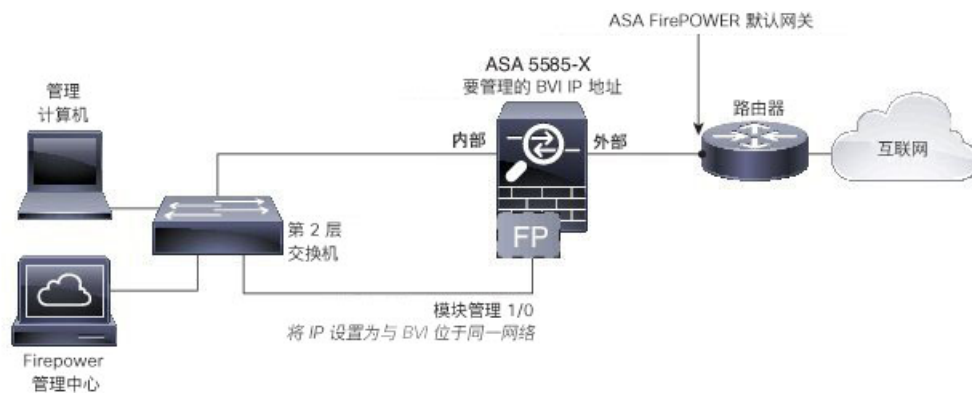 ASA FirePOWER 默认网关
ASA 5585-X
要管理的 BVI IP 地址
管理
计算机
路由器
内部
外部
互联网
第 2 层
交换机
FP
模块管理 1/0
将 IP 设置为与 BVI 位于同一网络
Firepower
管理中心